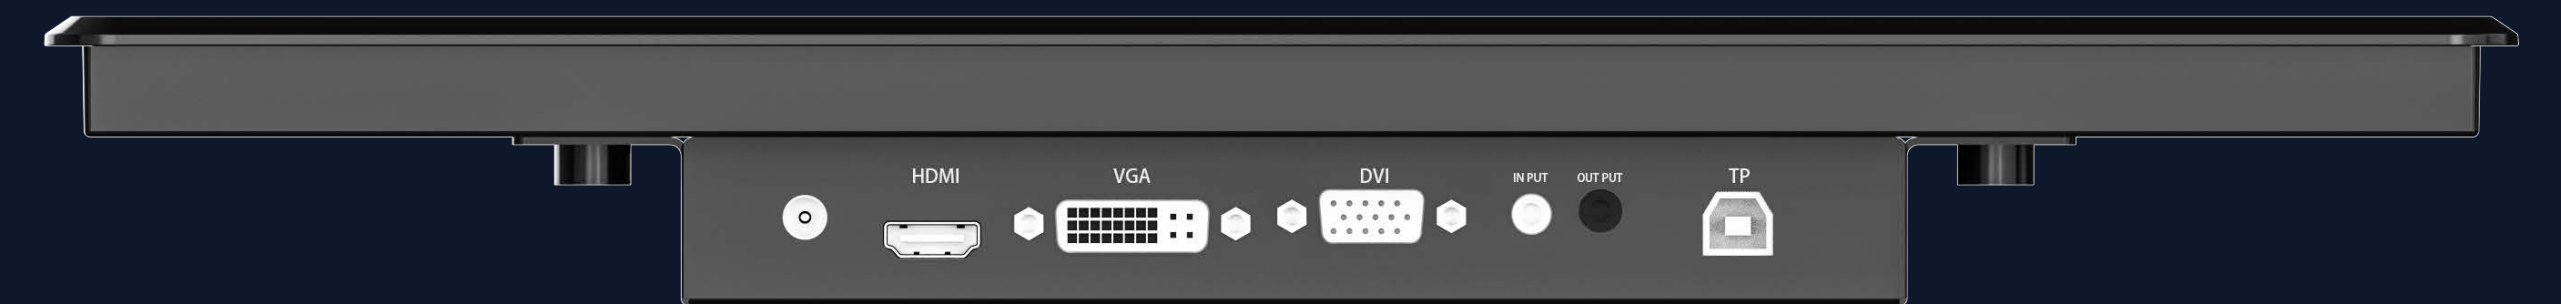 HDMI
VGA
DVI
IN PUT
OUT PUT
TP